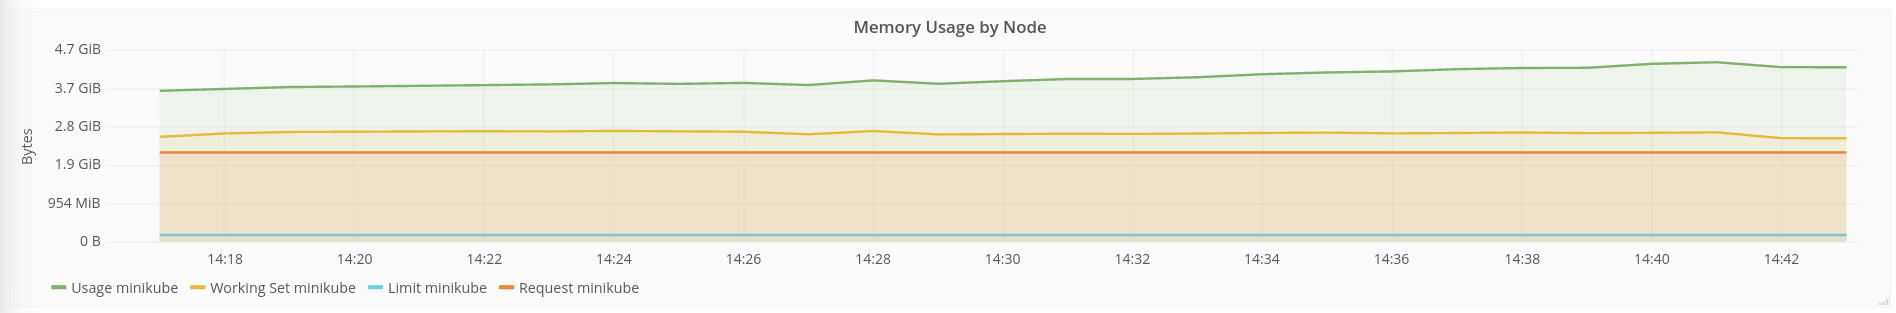 Memory Usage by Node
Bytes
4.7 GiB
3.7 GiB
2.8 GiB
1.9 GiB
954 MiB
0 B
14:18 14:20 14:22 14:24 14:26 14:28 14:30 14:32 14:34 14:36 14:38 14:40 14:42
Usage minikube Working Set minikube Limit minikube Request minikube